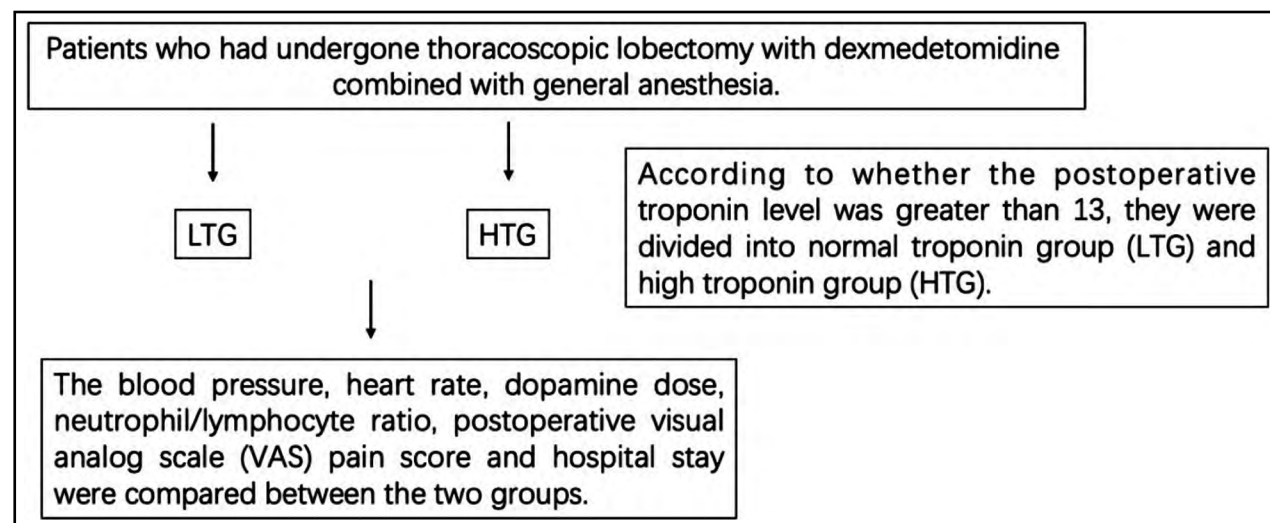 Patients who had undergone thoracoscopic lobectomy with dexmedetomidine
combined with general anesthesia.
LTG
HTG
According to whether the postoperative
troponin level was greater than 13, they were
divided into normal troponin group (LTG) and
high troponin group (HTG).
The blood pressure, heart rate, dopamine dose,
neutrophil/lymphocyte ratio, postoperative visual
analog scale (VAS) pain score and hospital stay
were compared between the two groups.